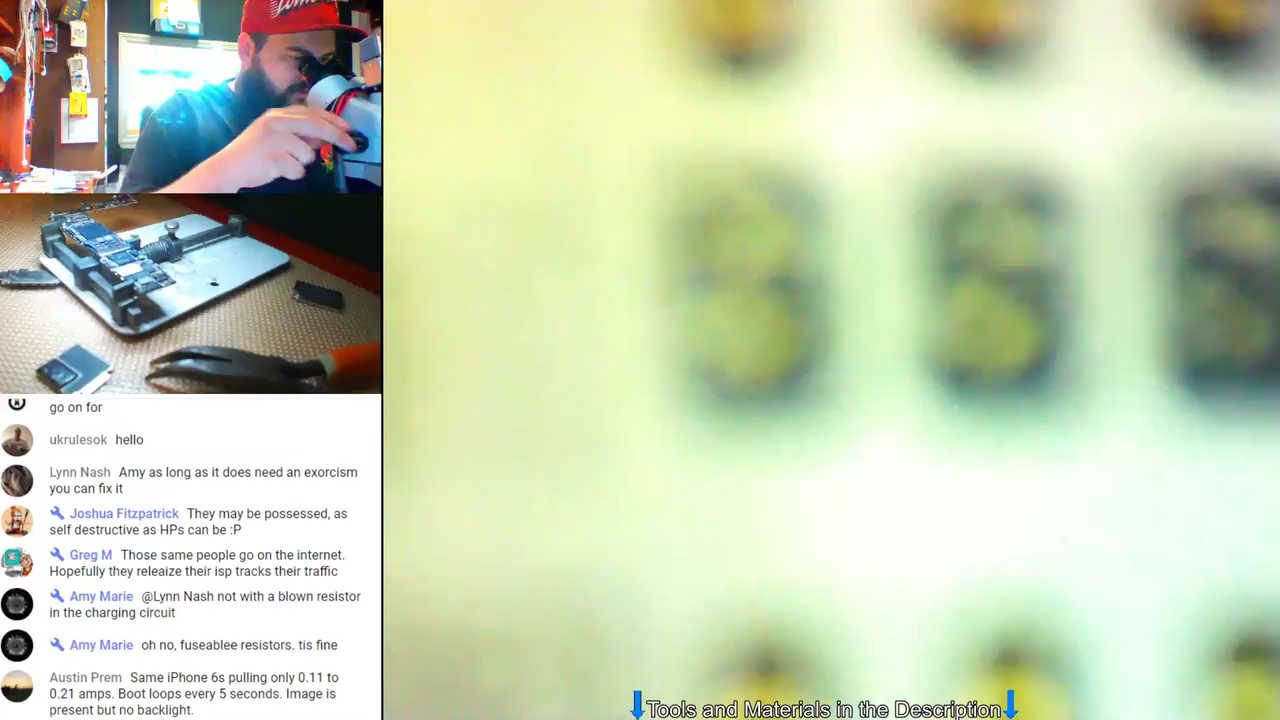 go on for
ukrulesok hello
Lynn Nash Amy as long as it does need an exorcism
you can fix it
Joshua Fitzpatrick They may be possessed, as
self destructive as HPs can be :P
Greg M Those same people go on the internet.
Hopefully they releaize their isp tracks their traffic
Amy Marie @Lynn Nash not with a blown resistor
in the charging circuit
Amy Marie oh no, fuseablee resistors. tis fine
Austin Prem Same iPhone 6s pulling only 0.11 to
0.21 amps. Boot loops every 5 seconds. Image is
present but no backlight.
Tools and Materials in the Description